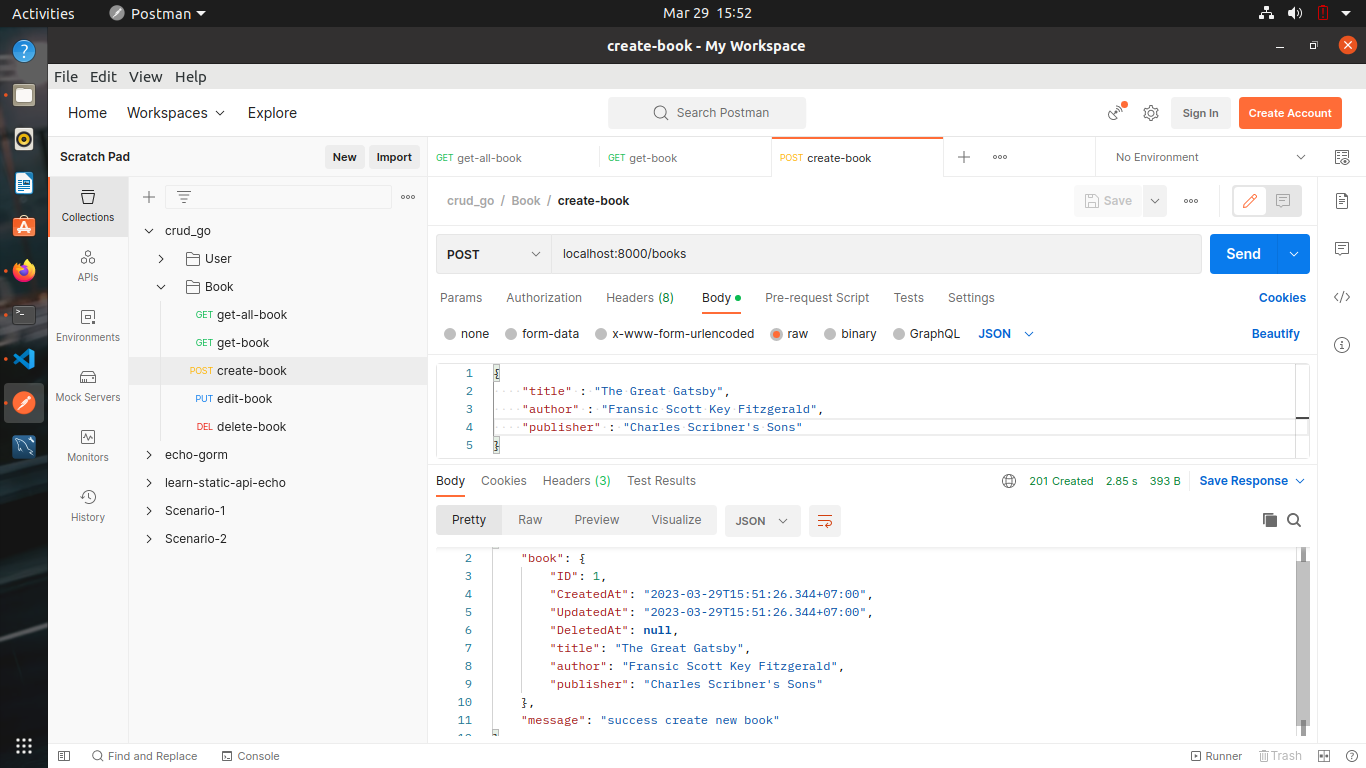 Activities Postman Mar 29 15:52
create-book - My Workspace
File Edit View Help
Home Workspaces Explore Search Postman Sign In Create Account
Scratch Pad New Import GET get-all-book GET get-book POST create-book No Environment
Collections
APIs
Environments
Mock Servers
Monitors
History
crud_go
User
Book
GET get-all-book
GET get-book
POST create-book
PUT edit-book
DEL delete-book
echo-gorm
learn-static-api-echo
Scenario-1
Scenario-2
crud_go / Book / create-book Save
POST localhost:8000/books Send
Params Authorization Headers (8) Body Pre-request Script Tests Settings Cookies
none form-data x-www-form-urlencoded raw binary GraphQL JSON Beautify
1 {
2 "title" : "The Great Gatsby",
3 "author" : "Fransic Scott Key Fitzgerald",
4 "publisher" : "Charles Scribner's Sons"
5 }
Body Cookies Headers (3) Test Results 201 Created 2.85 s 393 B Save Response
Pretty Raw Preview Visualize JSON
2 "book": {
3 "ID": 1,
4 "CreatedAt": "2023-03-29T15:51:26.344+07:00",
5 "UpdatedAt": "2023-03-29T15:51:26.344+07:00",
6 "DeletedAt": null,
7 "title": "The Great Gatsby",
8 "author": "Fransic Scott Key Fitzgerald",
9 "publisher": "Charles Scribner's Sons"
10 },
11 "message": "success create new book"
Find and Replace Console Runner Trash